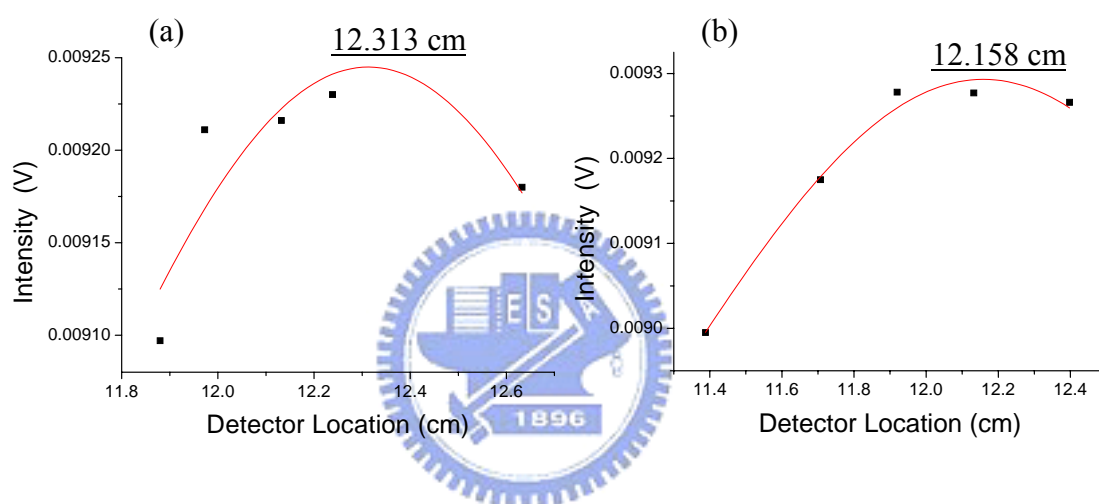 (a)
12.313 cm
0.00925
0.00920
0.00915
0.00910
Intensity (V)
11.8 12.0 12.2 12.4 12.6
Detector Location (cm)
(b)
12.158 cm
0.0093
0.0092
0.0091
0.0090
Intensity (V)
11.4 11.6 11.8 12.0 12.2 12.4
Detector Location (cm)
E S A
1896